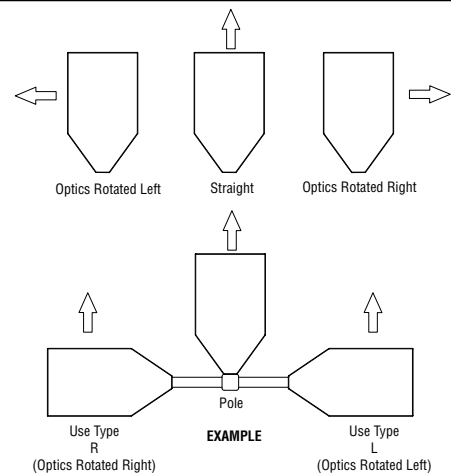 Optics Rotated Left
Straight
Optics Rotated Right
Pole
Use Type
R
(Optics Rotated Right)
EXAMPLE
Use Type
L
(Optics Rotated Left)